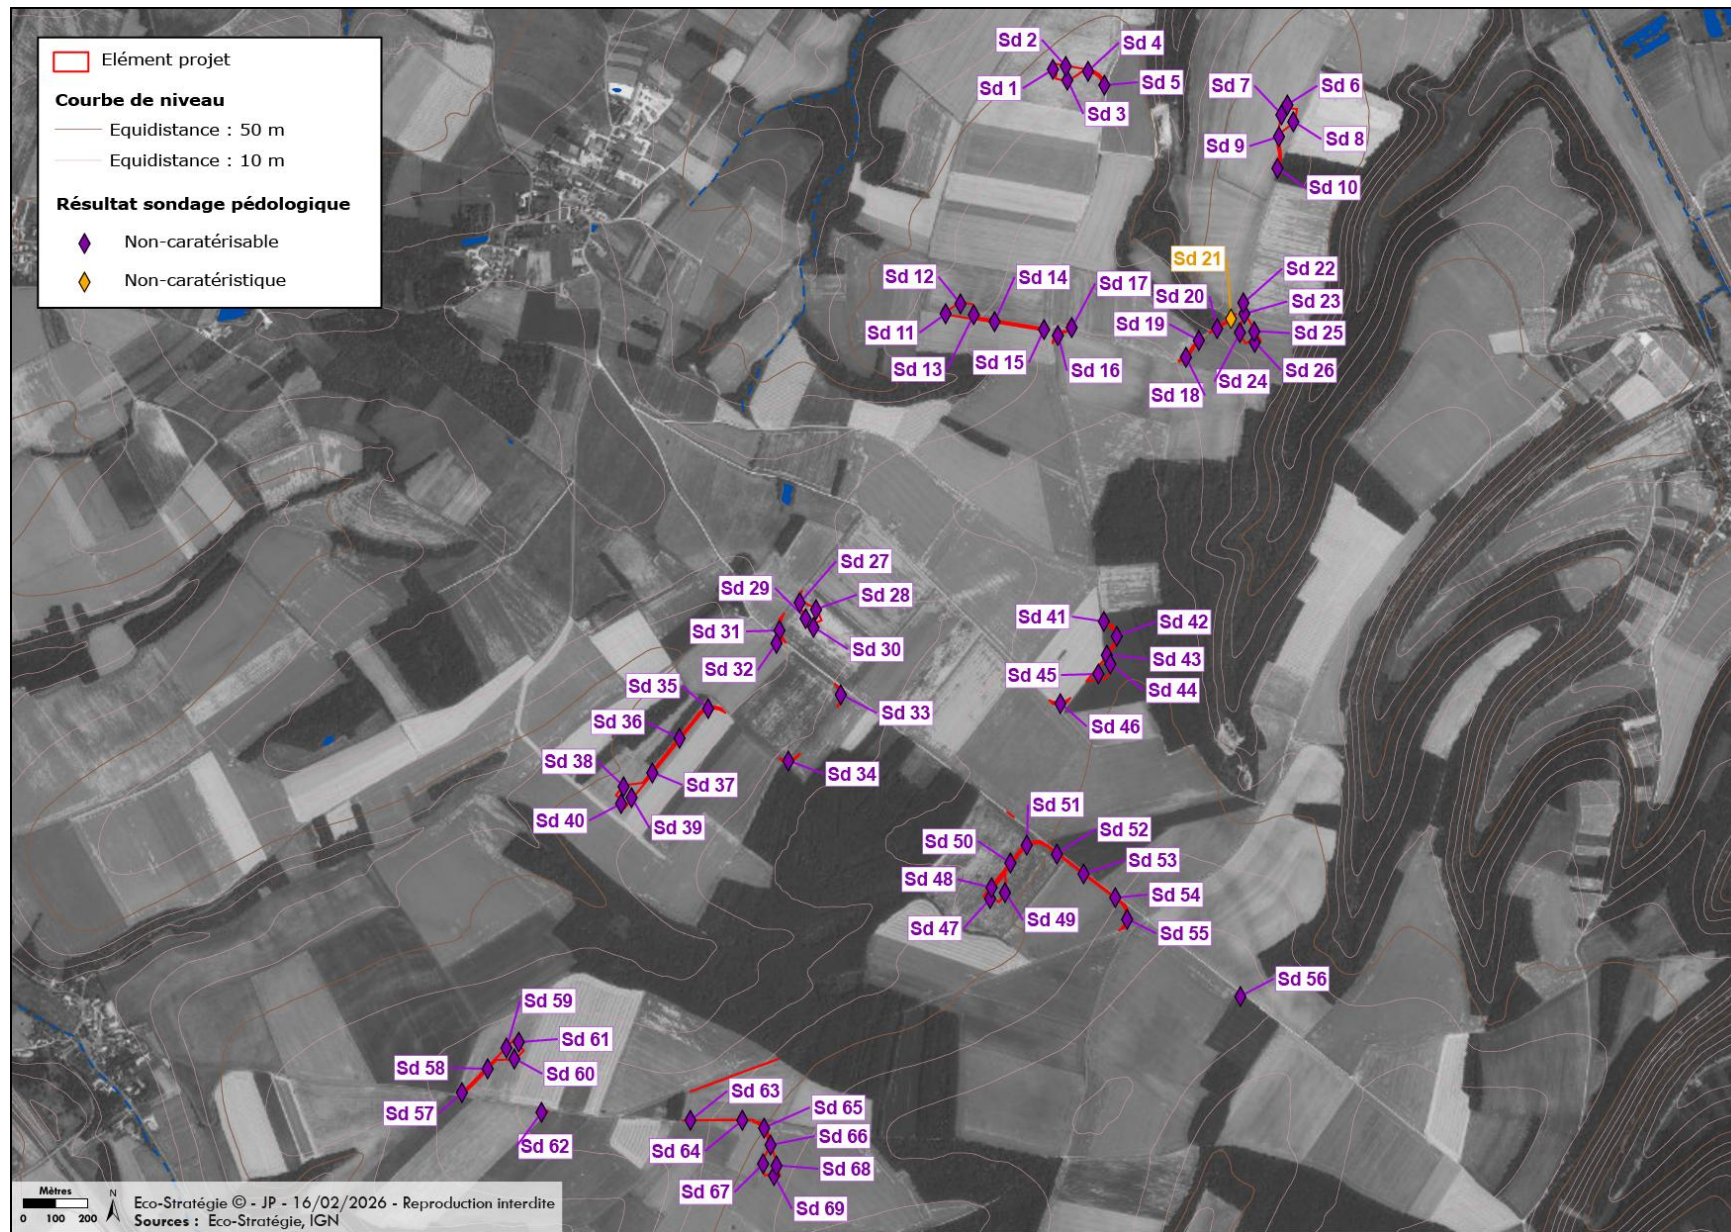 Elément projet
Courbe de niveau
Equidistance : 50 m
Equidistance : 10 m
Résultat sondage pédologique
Non-caratérisable
Non-caratéristique
Sd 2
Sd 4
Sd 1
Sd 5
Sd 3
Sd 7
Sd 6
Sd 9
Sd 8
Sd 10
Sd 21
Sd 12
Sd 14
Sd 17
Sd 20
Sd 22
Sd 23
Sd 11
Sd 19
Sd 25
Sd 13
Sd 15
Sd 16
Sd 18
Sd 24
Sd 26
Sd 27
Sd 29
Sd 28
Sd 31
Sd 30
Sd 32
Sd 41
Sd 42
Sd 43
Sd 45
Sd 44
Sd 46
Sd 35
Sd 33
Sd 36
Sd 38
Sd 34
Sd 37
Sd 40
Sd 39
Sd 51
Sd 50
Sd 52
Sd 53
Sd 48
Sd 54
Sd 47
Sd 49
Sd 55
Sd 56
Sd 59
Sd 61
Sd 58
Sd 60
Sd 57
Sd 62
Sd 63
Sd 65
Sd 64
Sd 66
Sd 67
Sd 68
Sd 69
Mètres
0 100 200
N
Eco-Stratégie © - JP - 16/02/2026 - Reproduction interdite
Sources : Eco-Stratégie, IGN